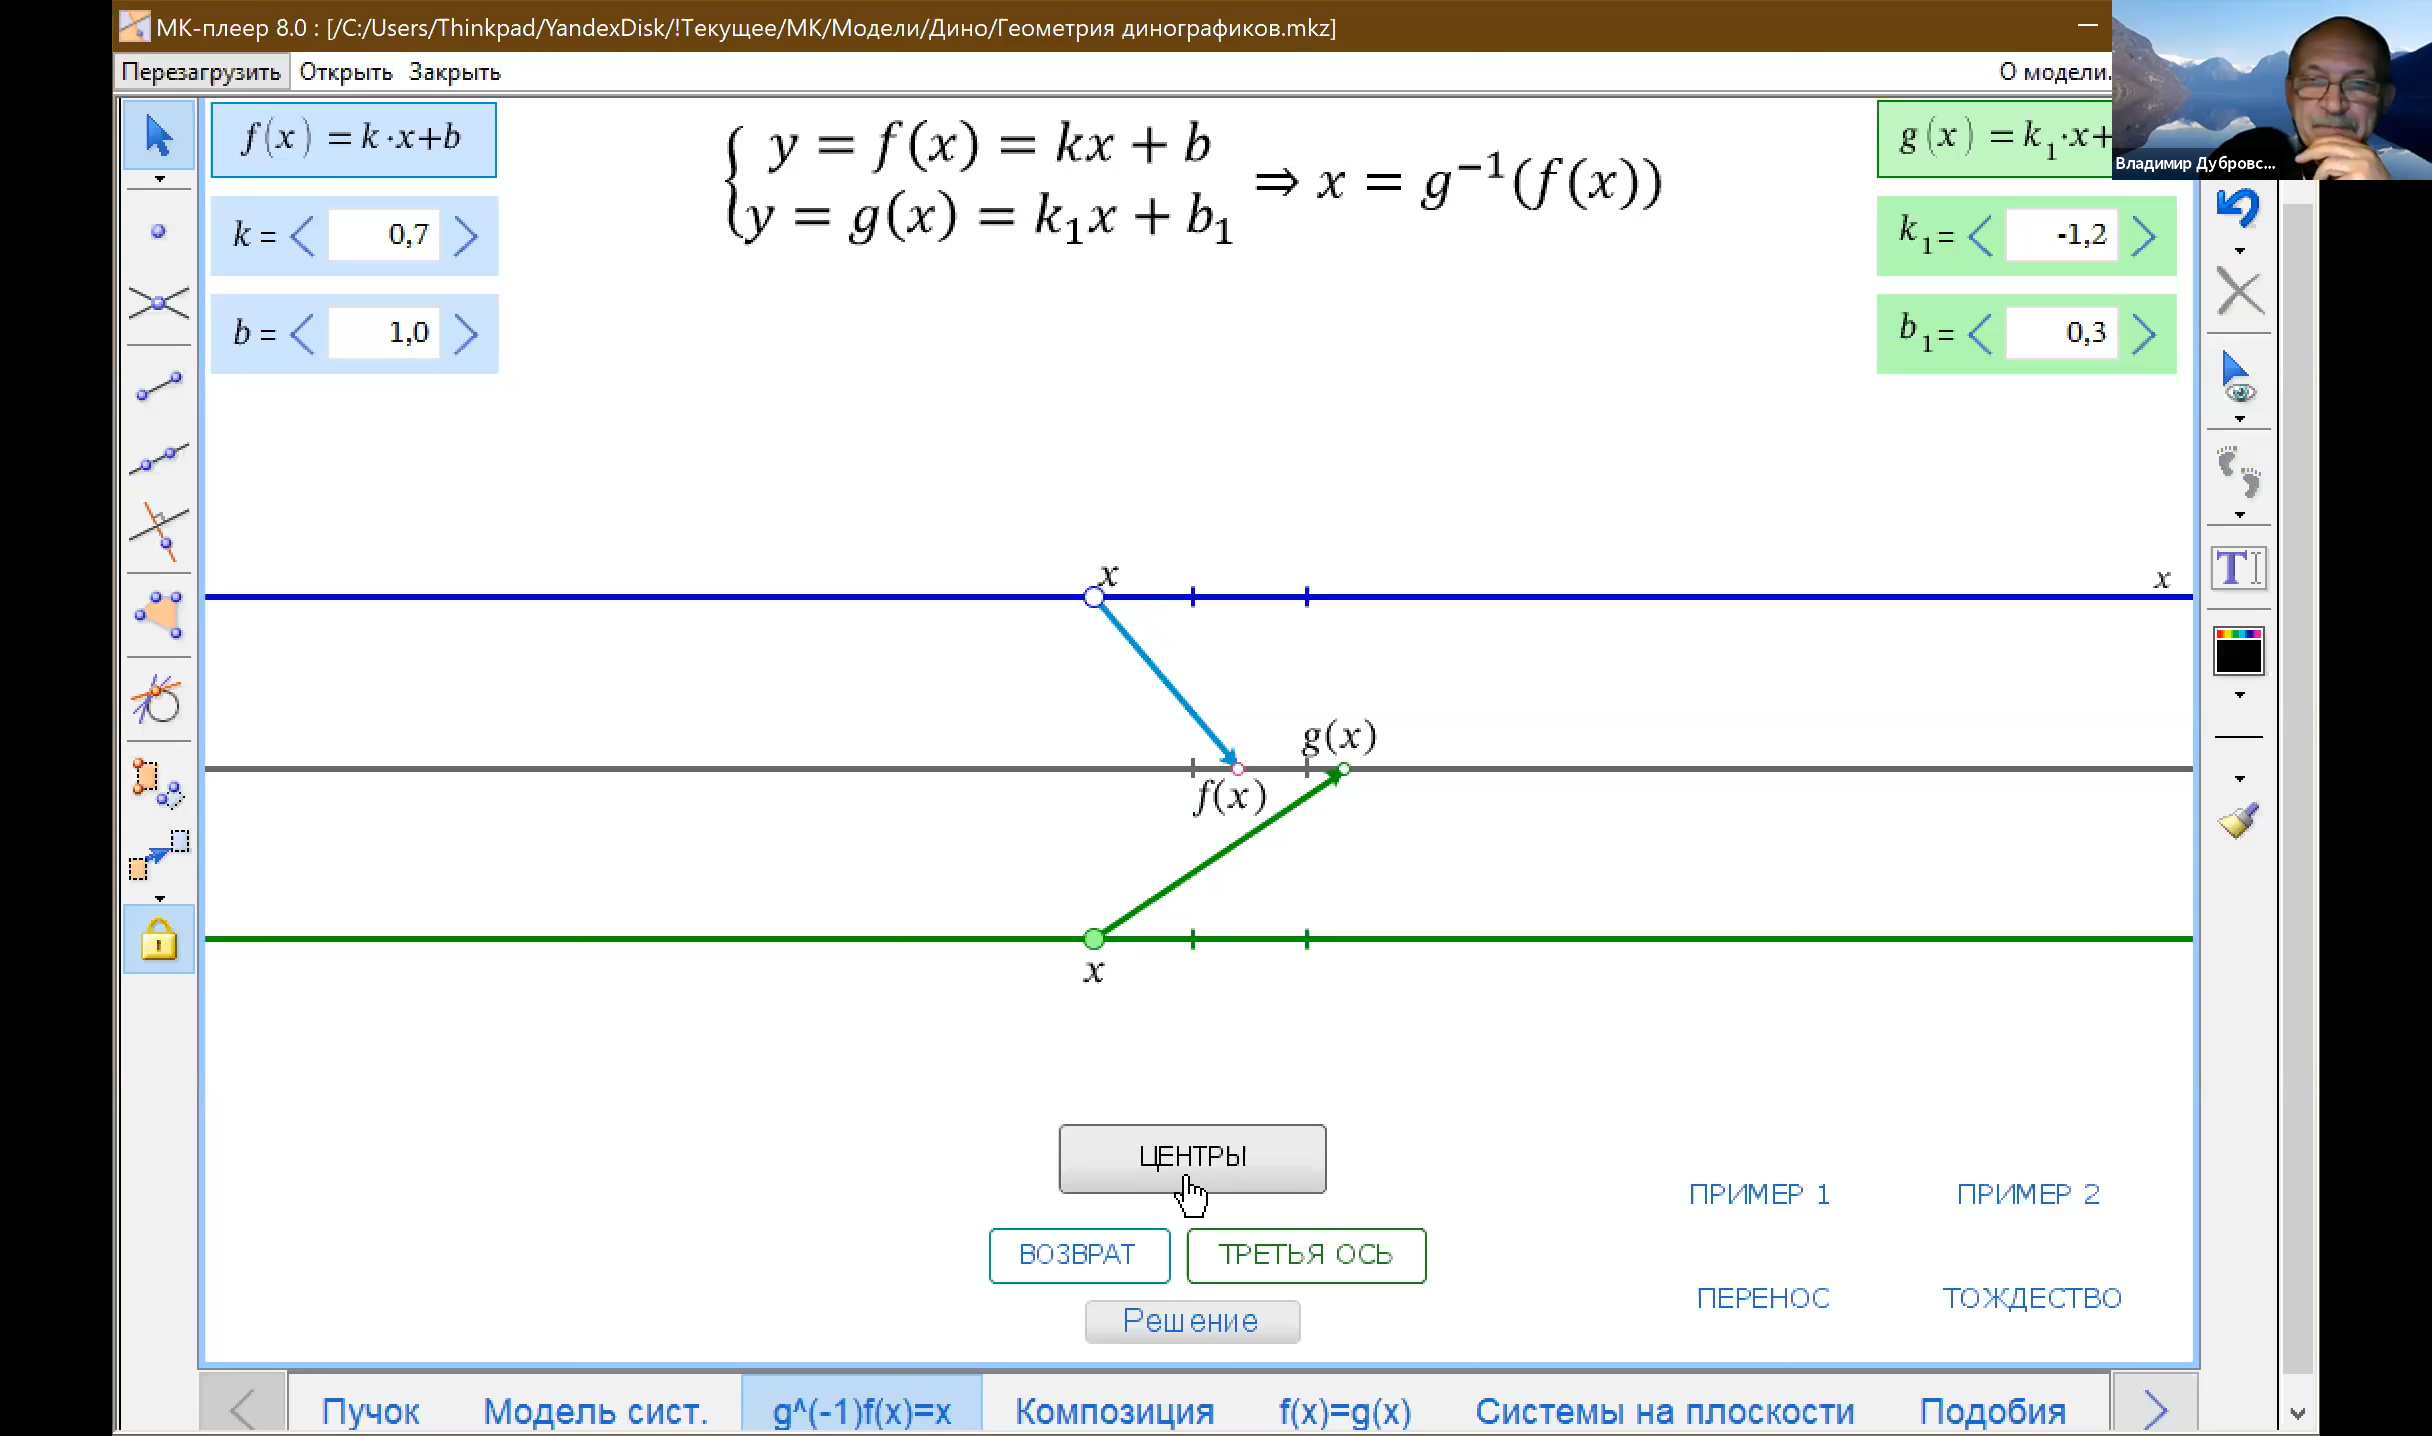 МК-плеер 8.0 : [/C:/Users/Thinkpad/YandexDisk/!Текущее/МК/Модели/Дино/Геометрия динографиков.mkz]
Перезагрузить Открыть Закрыть О модели.
f(x) = k·x+b
y = f(x) = kx + b
y = g(x) = k₁x + b₁
⇒ x = g⁻¹(f(x))
g(x) = k₁·x+
Владимир Дубровс...
k = 0,7
k₁= -1,2
b = 1,0
b₁= 0,3
x
x
g(x)
f(x)
x
ЦЕНТРЫ
ПРИМЕР 1 ПРИМЕР 2
ВОЗВРАТ ТРЕТЬЯ ОСЬ
ПЕРЕНОС ТОЖДЕСТВО
Решение
Пучок Модель сист. g^(-1)f(x)=x Композиция f(x)=g(x) Системы на плоскости Подобия